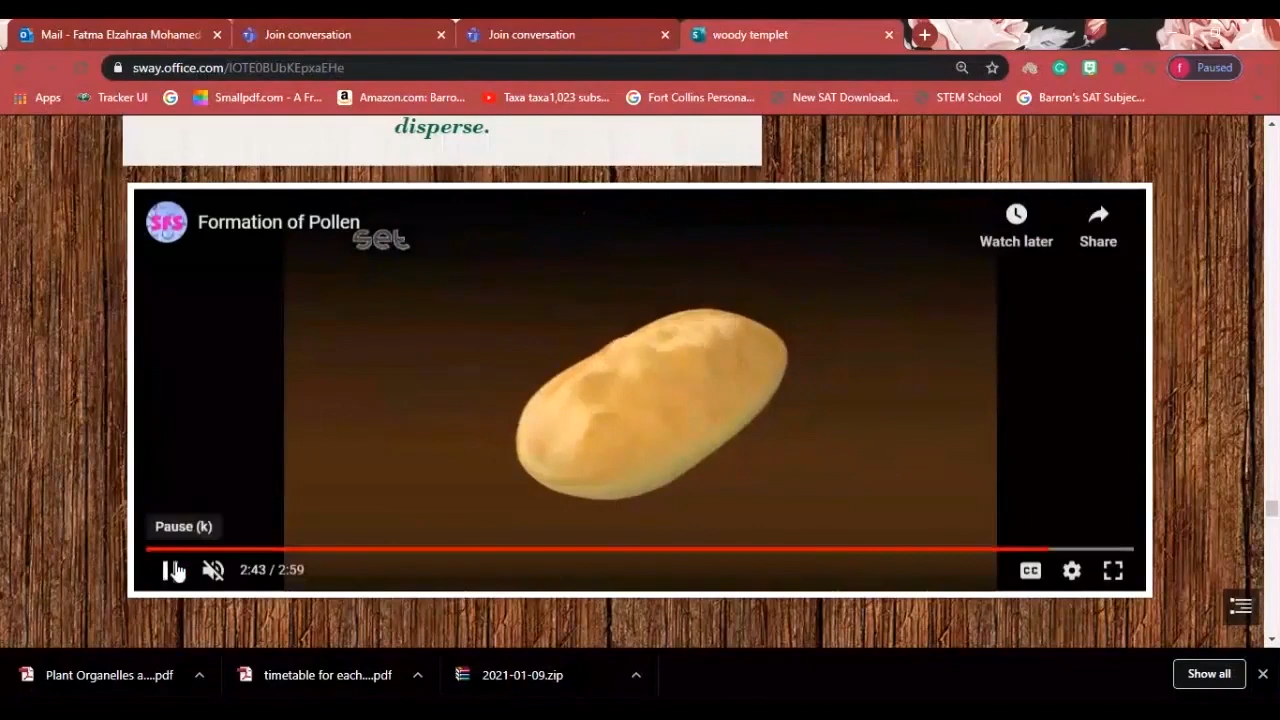 Mail - Fatma Elzahraa Mohamed
Join conversation
Join conversation
woody templet
sway.office.com/IOTE0BUbKEpxaEHe
f Paused
Apps
Tracker UI
Smallpdf.com - A Fr...
Amazon.com: Barro...
Taxa taxa1,023 subs...
Fort Collins Persona...
New SAT Download...
STEM School
Barron's SAT Subjec...
disperse.
SFS
Formation of Pollen
set
Watch later
Share
Pause (k)
2:43 / 2:59
CC
Plant Organelles a....pdf
timetable for each....pdf
2021-01-09.zip
Show all